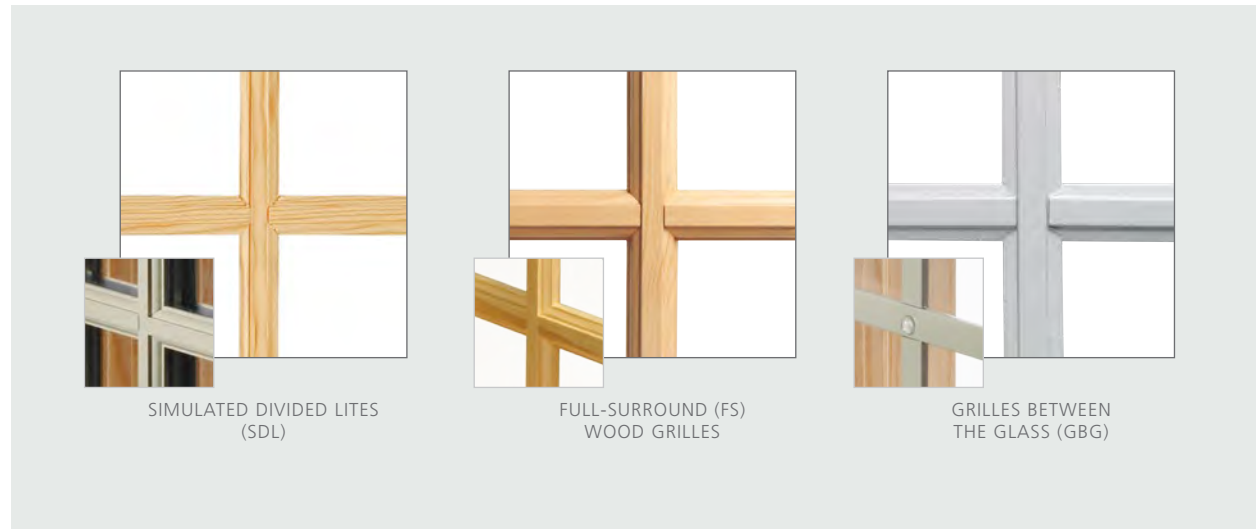 SIMULATED DIVIDED LITES
(SDL)
FULL-SURROUND (FS)
WOOD GRILLES
GRILLES BETWEEN
THE GLASS (GBG)